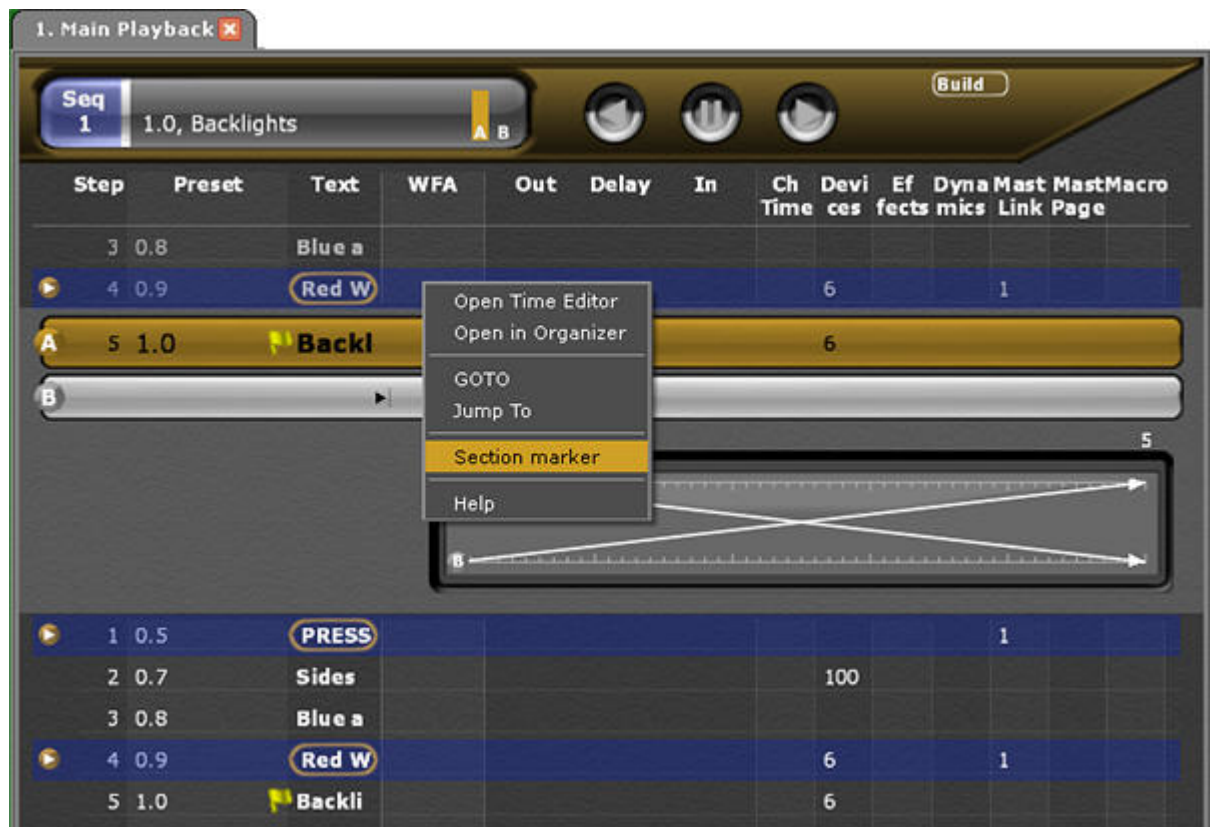 1. Main Playback
Build
Seq
1
1.0, Backlights
A B
Step Preset Text WFA Out Delay In Ch Time Devi ces Ef fects Dyna mics Mast Link Mast Page Macro
3 0.8 Blue a
4 0.9 Red W 6 1
A 5 1.0 Backl 6
B
Open Time Editor
Open in Organizer
GOTO
Jump To
Section marker
Help
5
B
1 0.5 PRESS 1
2 0.7 Sides 100
3 0.8 Blue a
4 0.9 Red W 6 1
5 1.0 Backli 6